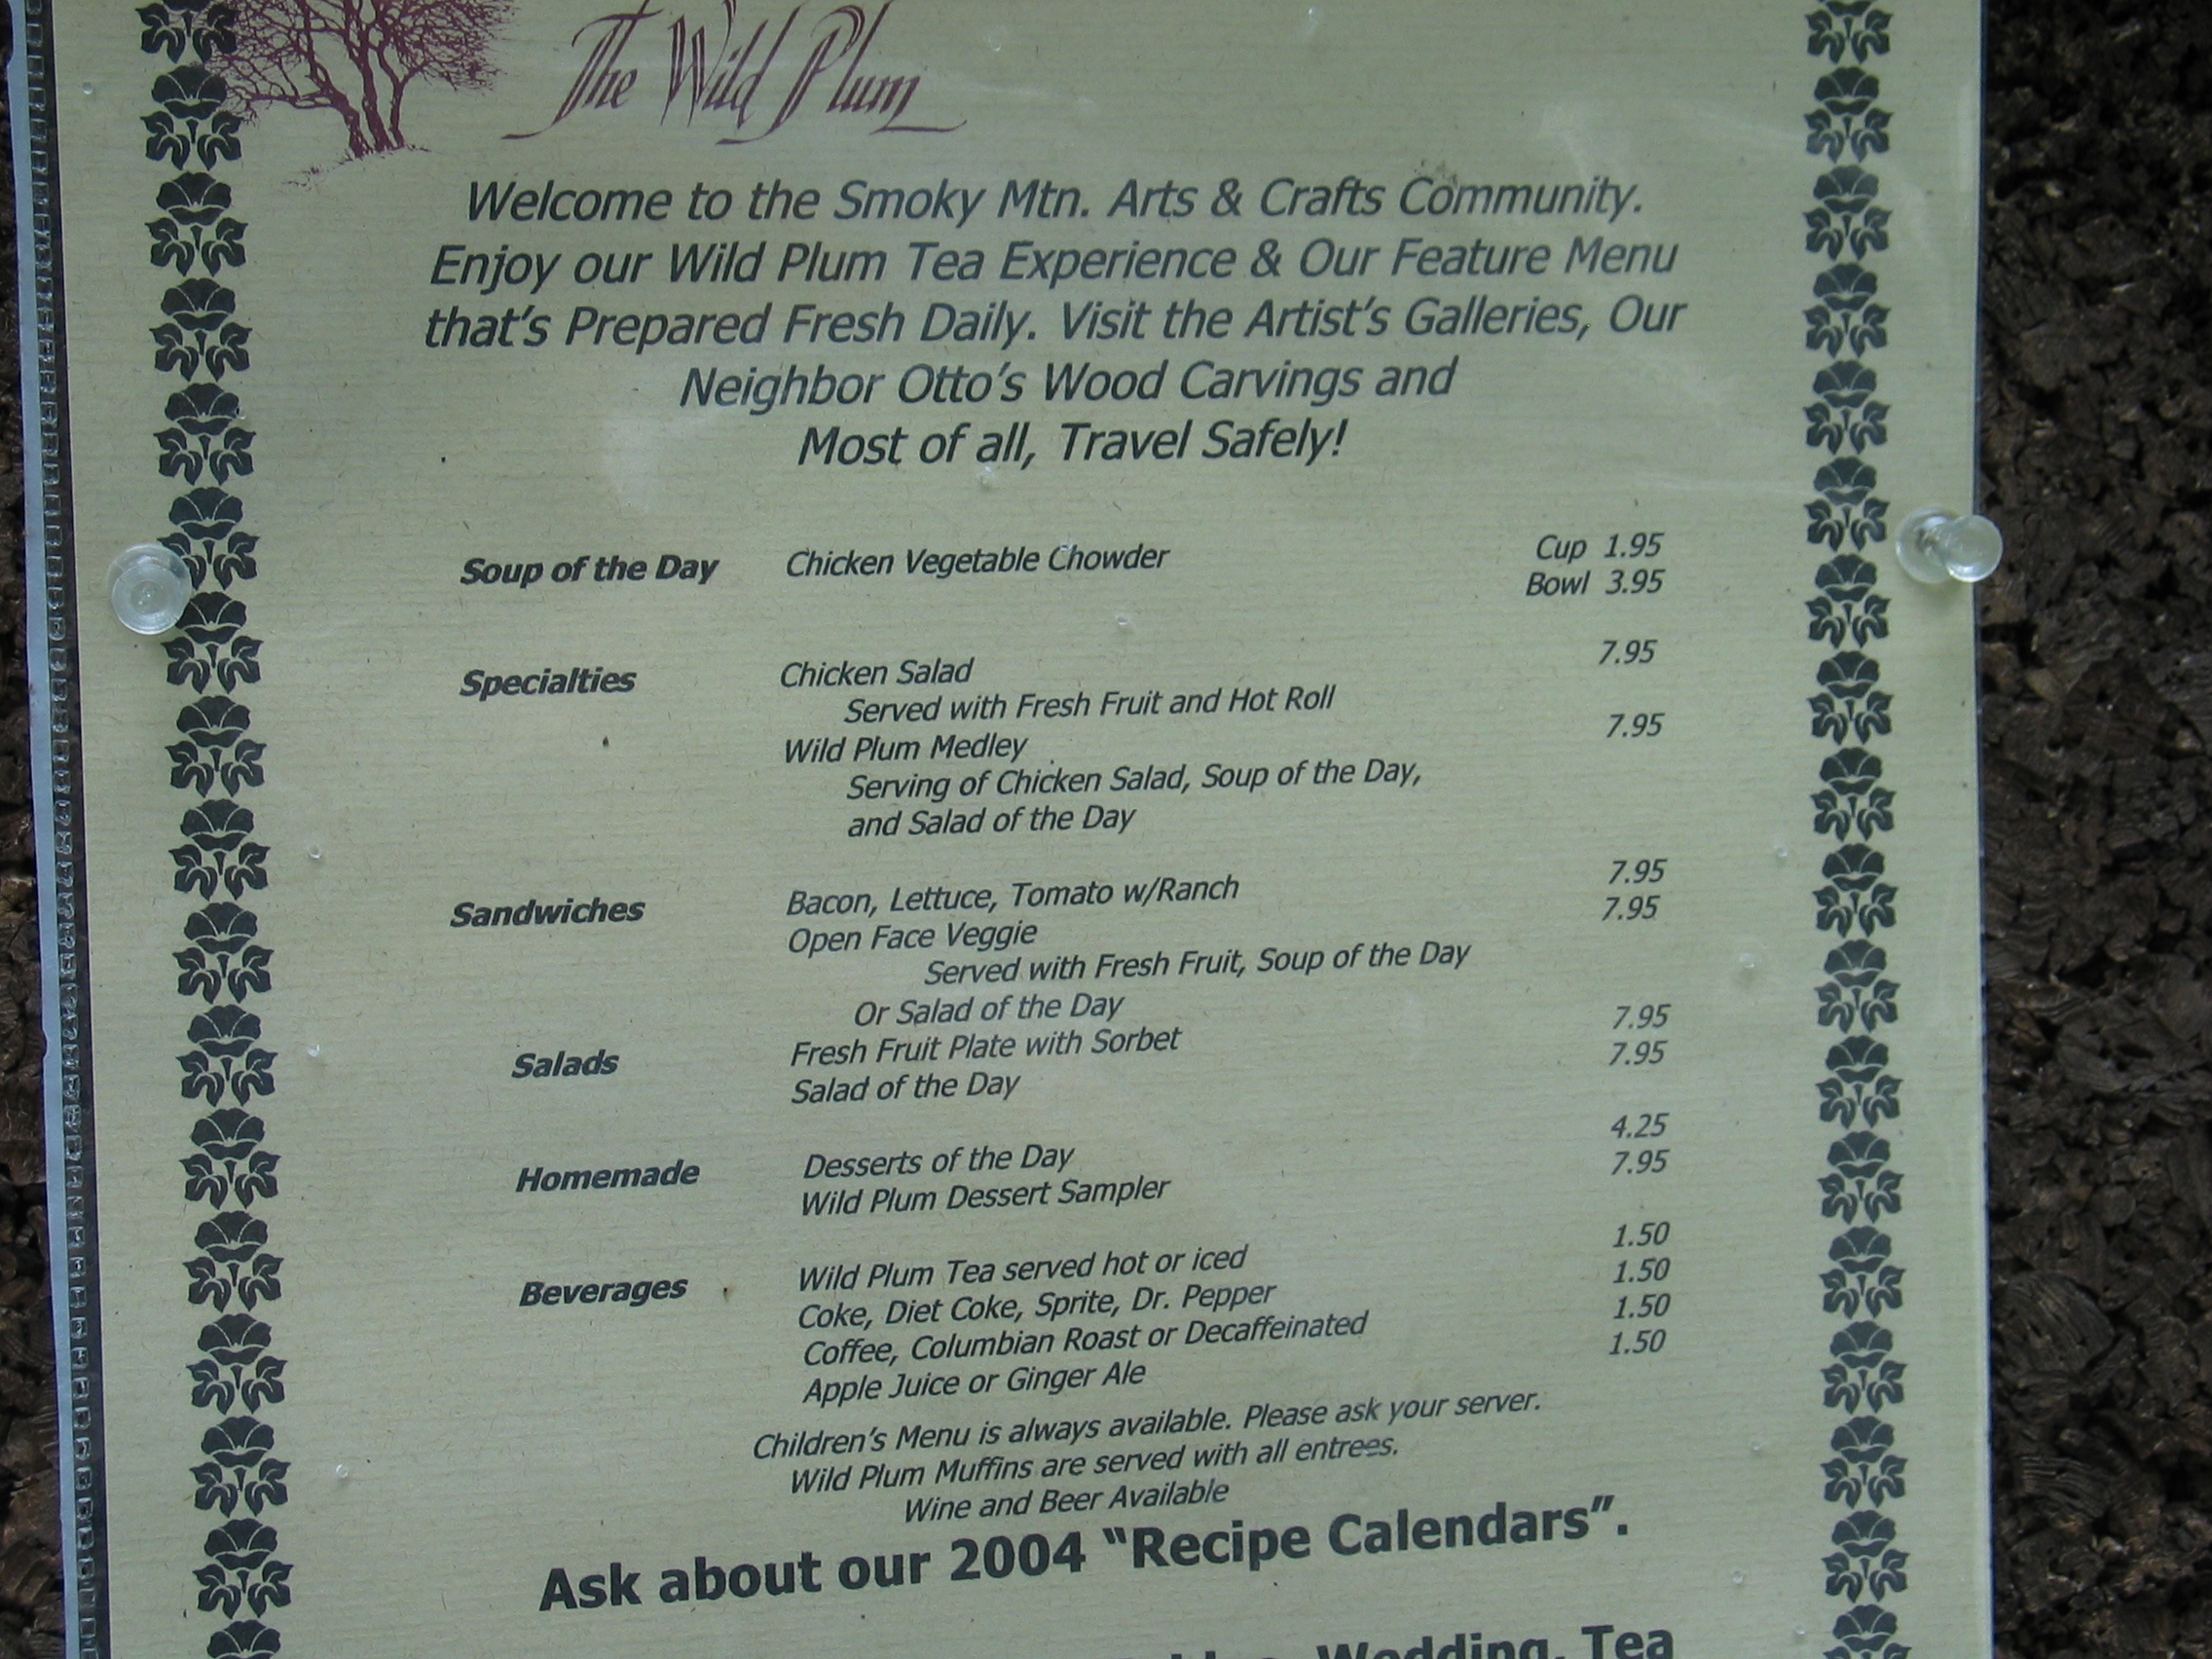 The Wild Plum
Welcome to the Smoky Mtn. Arts & Crafts Community.
Enjoy our Wild Plum Tea Experience & Our Feature Menu
that's Prepared Fresh Daily. Visit the Artist's Galleries, Our
Neighbor Otto's Wood Carvings and
Most of all, Travel Safely!
Soup of the Day Chicken Vegetable Chowder Cup 1.95
Bowl 3.95
Specialties Chicken Salad 7.95
Served with Fresh Fruit and Hot Roll
Wild Plum Medley 7.95
Serving of Chicken Salad, Soup of the Day,
and Salad of the Day
Sandwiches Bacon, Lettuce, Tomato w/Ranch 7.95
Open Face Veggie 7.95
Served with Fresh Fruit, Soup of the Day
Or Salad of the Day
Salads Fresh Fruit Plate with Sorbet 7.95
Salad of the Day 7.95
Homemade Desserts of the Day 4.25
Wild Plum Dessert Sampler 7.95
Beverages Wild Plum Tea served hot or iced 1.50
Coke, Diet Coke, Sprite, Dr. Pepper 1.50
Coffee, Columbian Roast or Decaffeinated 1.50
Apple Juice or Ginger Ale 1.50
Children's Menu is always available. Please ask your server.
Wild Plum Muffins are served with all entrees.
Wine and Beer Available
Ask about our 2004 "Recipe Calendars".
Wedding, Tea